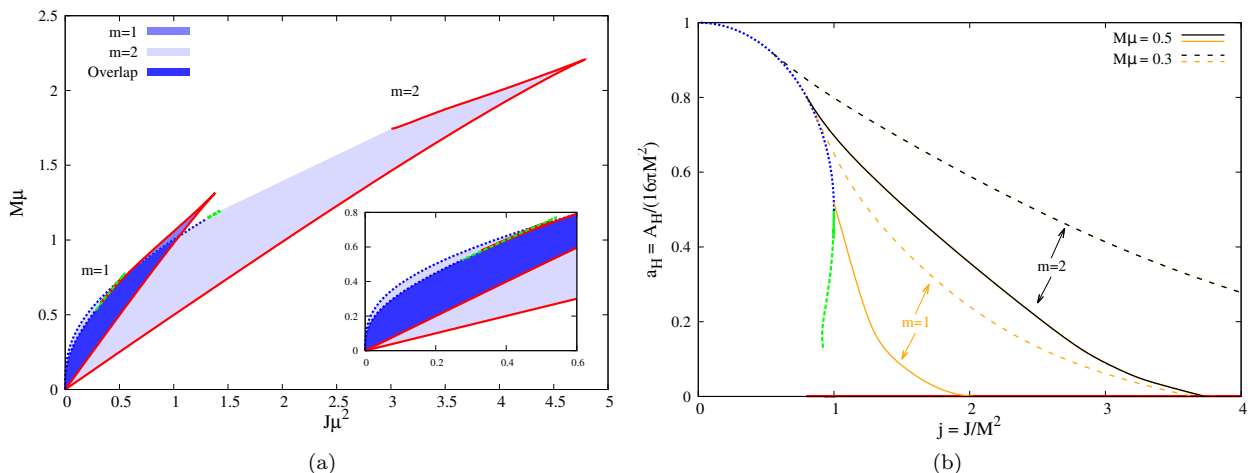 2.5
2
1.5
1
0.5
0
Mμ
m=1
m=2
Overlap
m=2
m=1
0.8
0.6
0.4
0.2
0
0
0.2
0.4
0.6
0
0.5
1
1.5
2
2.5
3
3.5
4
4.5
5
Jμ²
(a)
1
0.8
0.6
0.4
0.2
0
a_H = A_H/(16πM²)
Mμ = 0.5
Mμ = 0.3
m=2
m=1
0
1
2
3
4
j = J/M²
(b)